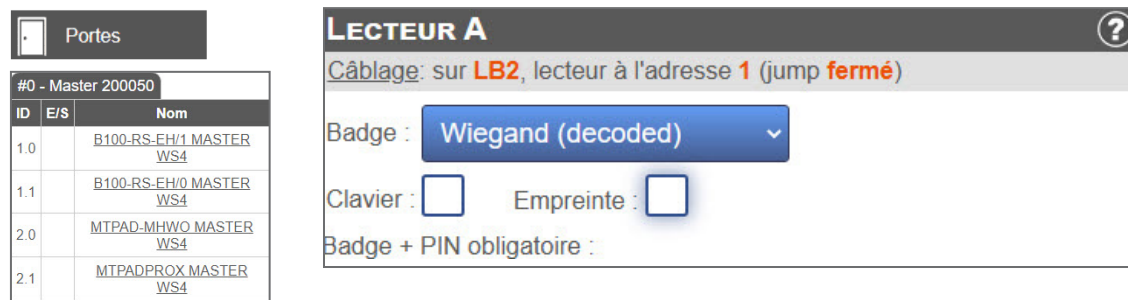 Portes
#0 - Master 200050
ID E/S Nom
1.0 B100-RS-EH/1 MASTER
WS4
1.1 B100-RS-EH/0 MASTER
WS4
2.0 MTPAD-MHWO MASTER
WS4
2.1 MTPADPROX MASTER
WS4
LECTEUR A ?
Câblage: sur LB2, lecteur à l'adresse 1 (jump fermé)
Badge : Wiegand (decoded)
Clavier : Empreinte :
Badge + PIN obligatoire :